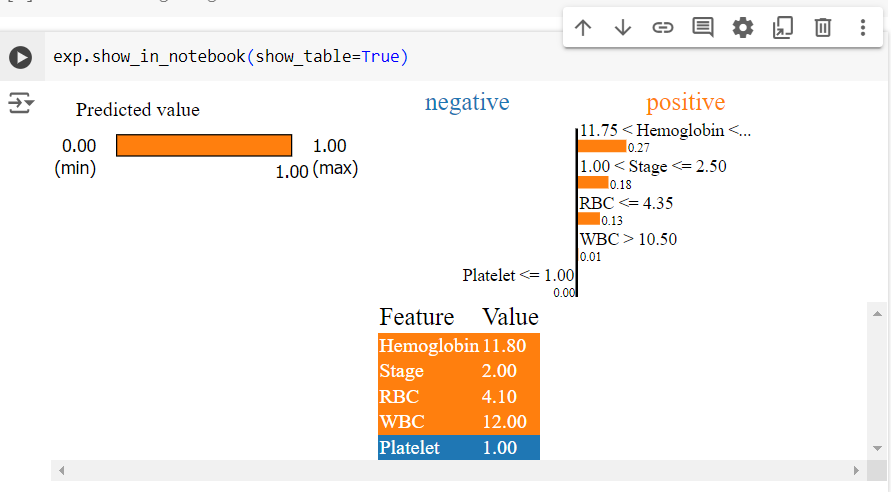 exp.show_in_notebook(show_table=True)
Predicted value
0.00
(min)
1.00
(max)
1.00
negative
positive
11.75 < Hemoglobin <...
0.27
1.00 < Stage <= 2.50
0.18
RBC <= 4.35
0.13
WBC > 10.50
0.01
Platelet <= 1.00
0.00
Feature Value
Hemoglobin 11.80
Stage 2.00
RBC 4.10
WBC 12.00
Platelet 1.00